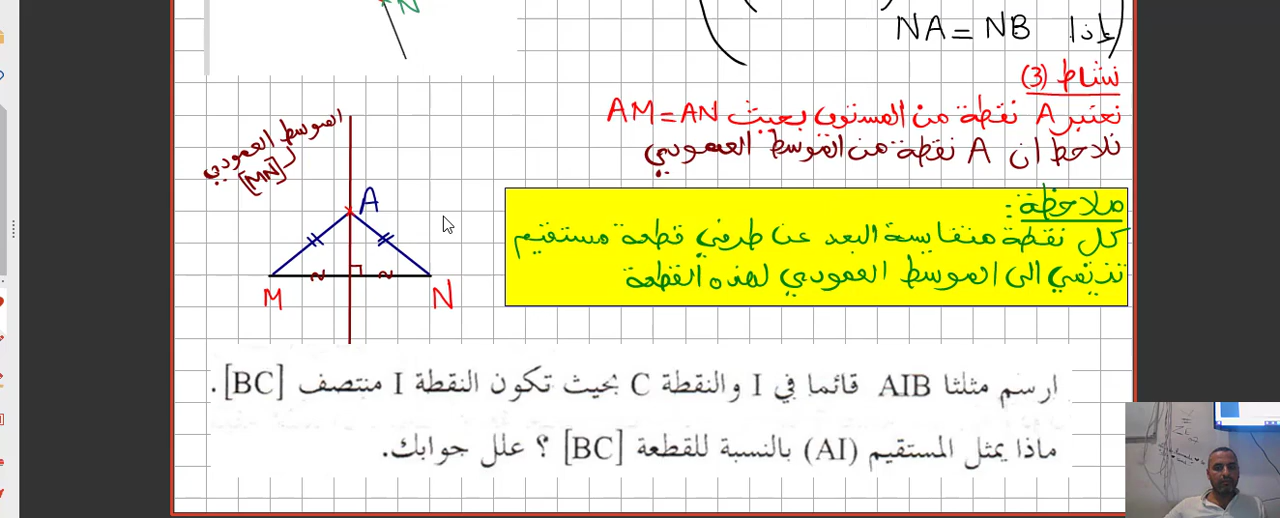 إذا NA = NB
N
نشاط (3)
نعتبر A نقطة من المستوى بحيث AM = AN
نلاحظ ان A نقطة من الموسط العمودي
الموسط العمودي
[MN]
A
M
N
ملاحظة :
كل نقطة متقايسة البعد عن طرفي قطعة مستقيم
تنتمي الى الموسط العمودي لهذه القطعة
ارسم مثلثا AIB قائما في I والنقطة C بحيث تكون النقطة I منتصف [BC] .
ماذا يمثل المستقيم (AI) بالنسبة للقطعة [BC] ؟ علل جوابك.